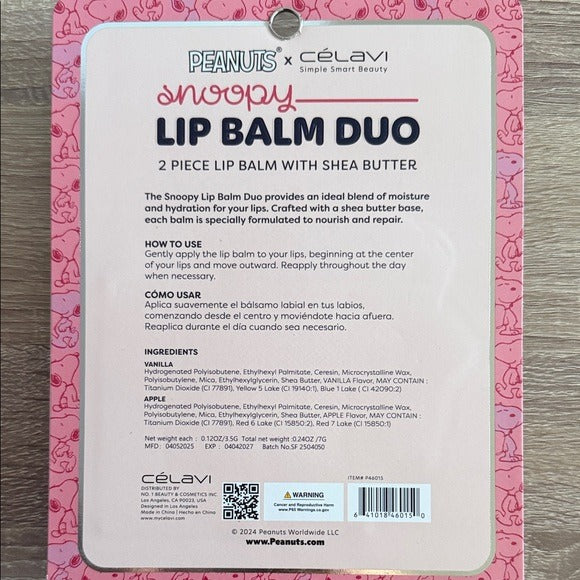 PEANUTS® x CéLAVI
Simple Smart Beauty
snoopy
LIP BALM DUO
2 PIECE LIP BALM WITH SHEA BUTTER
The Snoopy Lip Balm Duo provides an ideal blend of moisture
and hydration for your lips. Crafted with a shea butter base,
each balm is specially formulated to nourish and repair.
HOW TO USE
Gently apply the lip balm to your lips, beginning at the center
of your lips and move outward. Reapply throughout the day
when necessary.
CÓMO USAR
Aplica suavemente el bálsamo labial en tus labios,
comenzando desde el centro y moviéndote hacia afuera.
Reaplica durante el día cuando sea necesario.
INGREDIENTS
VANILLA
Hydrogenated Polyisobutene, Ethylhexyl Palmitate, Ceresin, Microcrystalline Wax,
Polyisobutylene, Mica, Ethylhexylglycerin, Shea Butter, VANILLA Flavor, MAY CONTAIN :
Titanium Dioxide (CI 77891), Yellow 5 Lake (CI 19140:1), Blue 1 Lake ( CI 42090:2)
APPLE
Hydrogenated Polyisobutene, Ethylhexyl Palmitate, Ceresin, Microcrystalline Wax,
Polyisobutylene, Mica, Ethylhexylglycerin, Shea Butter, APPLE Flavor, MAY CONTAIN :
Titanium Dioxide (CI 77891), Red 6 Lake (CI 15850:2), Red 7 Lake (CI 15850:1)
Net weight each : 0.12OZ/3.5G Total Net weight :0.24OZ /7G
MFD : 04052025 EXP : 04042027 Batch No:SF 2504050
CéLAVI
DISTRIBUTED BY
NO. 1 BEAUTY & COSMETICS INC.
Los Angeles, CA 90023, USA
Designed in Los Angeles
Made in China | Hecho en China
www.mycelavi.com
WARNING
Cancer and Reproductive Harm
www.P65 Warnings.ca.gov
ITEM# P46015
6 41018 46015 0
© 2024 Peanuts Worldwide LLC
www.Peanuts.com